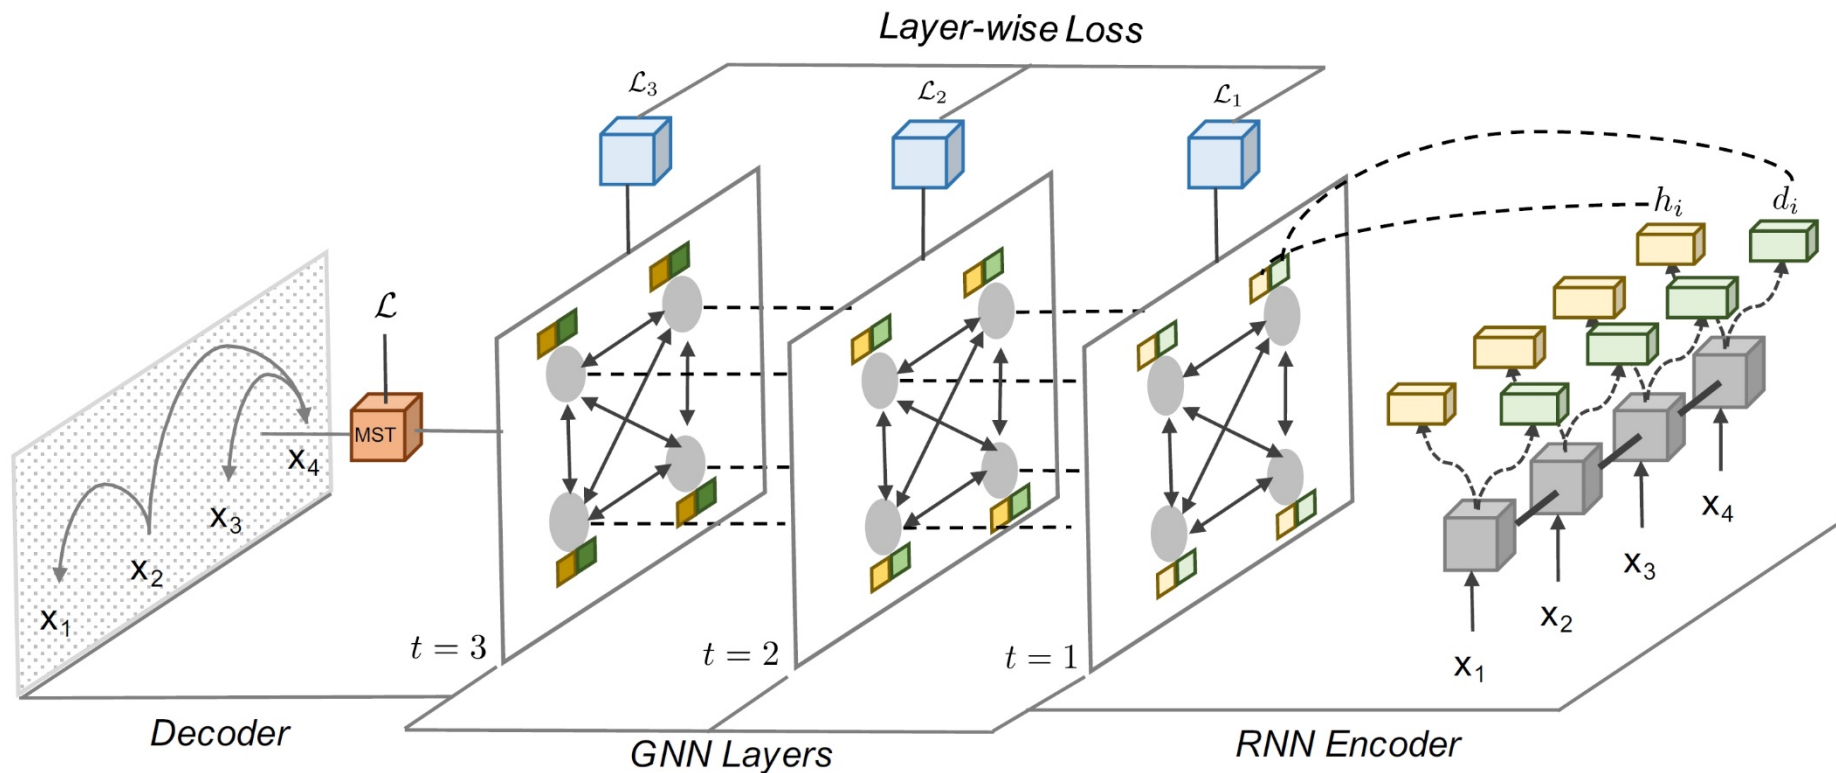 Layer-wise Loss
ℒ₃
ℒ₂
ℒ₁
hᵢ
dᵢ
ℒ
MST
x₄
x₃
x₂
x₁
t = 3
t = 2
t = 1
x₄
x₃
x₂
x₁
Decoder
GNN Layers
RNN Encoder